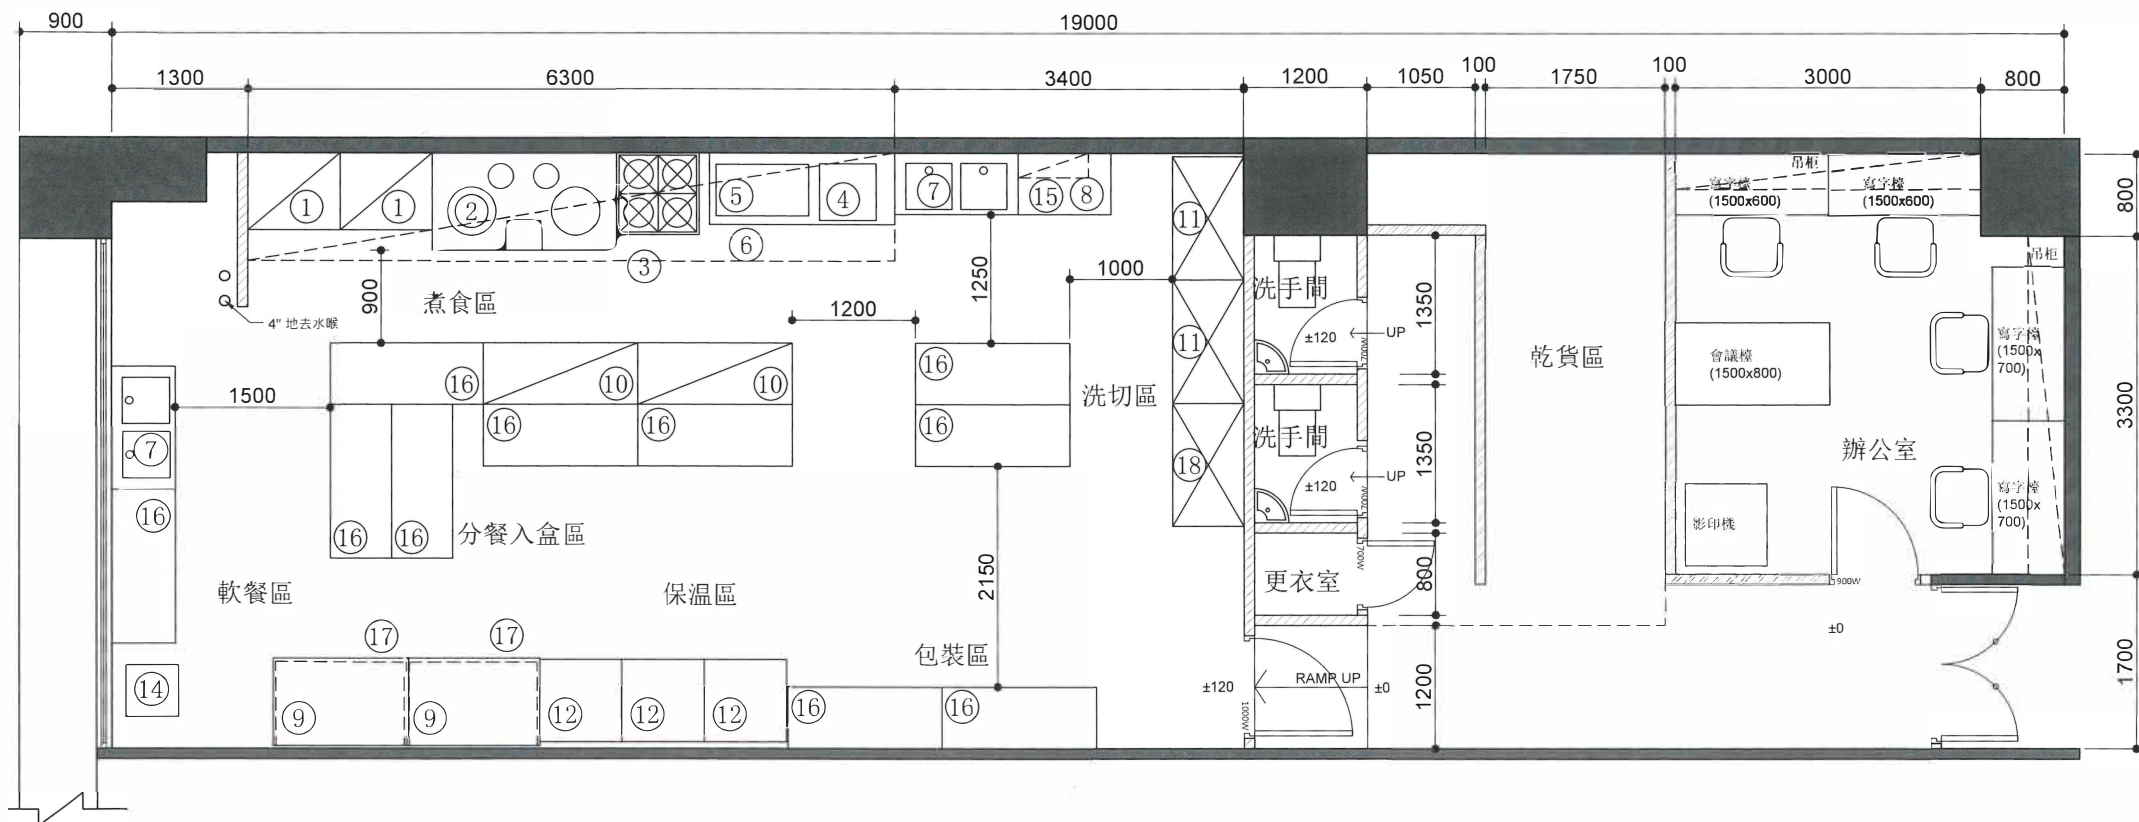 900
19000
1300
6300
3400
1200
1050
100
1750
100
3000
800
① ① ② ③ ⑤ ④ ⑥ ⑦ ⑮ ⑧
⑪
⑪
⑱
吊柜
寫字檯
(1500x600)
寫字檯
(1500x600)
800
吊柜
4" 地去水喉
900
煮食區
1200
1250
1000
洗手間
±120
UP
700W
1350
乾貨區
會議檯
(1500x800)
寫字檯
(1500x
700)
3300
⑦
1500
⑯ ⑩ ⑩
⑯
⑯ ⑯
⑯
洗切區
洗手間
±120
UP
700W
1350
辦公室
⑯
⑯ ⑯
分餐入盒區
影印機
寫字檯
(1500x
700)
軟餐區
保温區
2150
更衣室
700W
800
900W
⑰ ⑰
包裝區
±0
1700
⑭
⑨ ⑨ ⑫ ⑫ ⑫ ⑯ ⑯
±120
RAMP UP
±0
1000W
1200